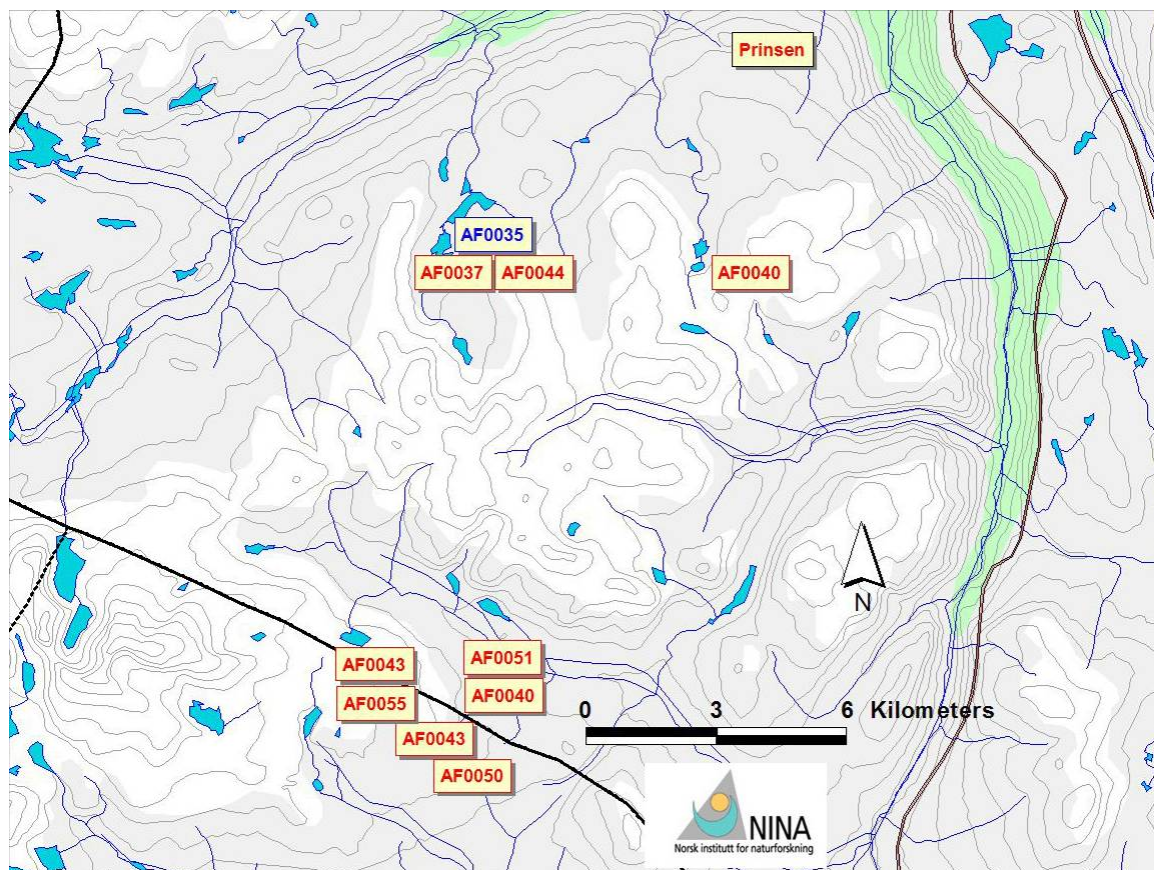 Prinsen
AF0035
AF0037
AF0044
AF0040
N
AF0043
AF0051
AF0055
AF0040
AF0043
AF0050
0 3 6 Kilometers
NINA
Norsk institutt for naturforskning